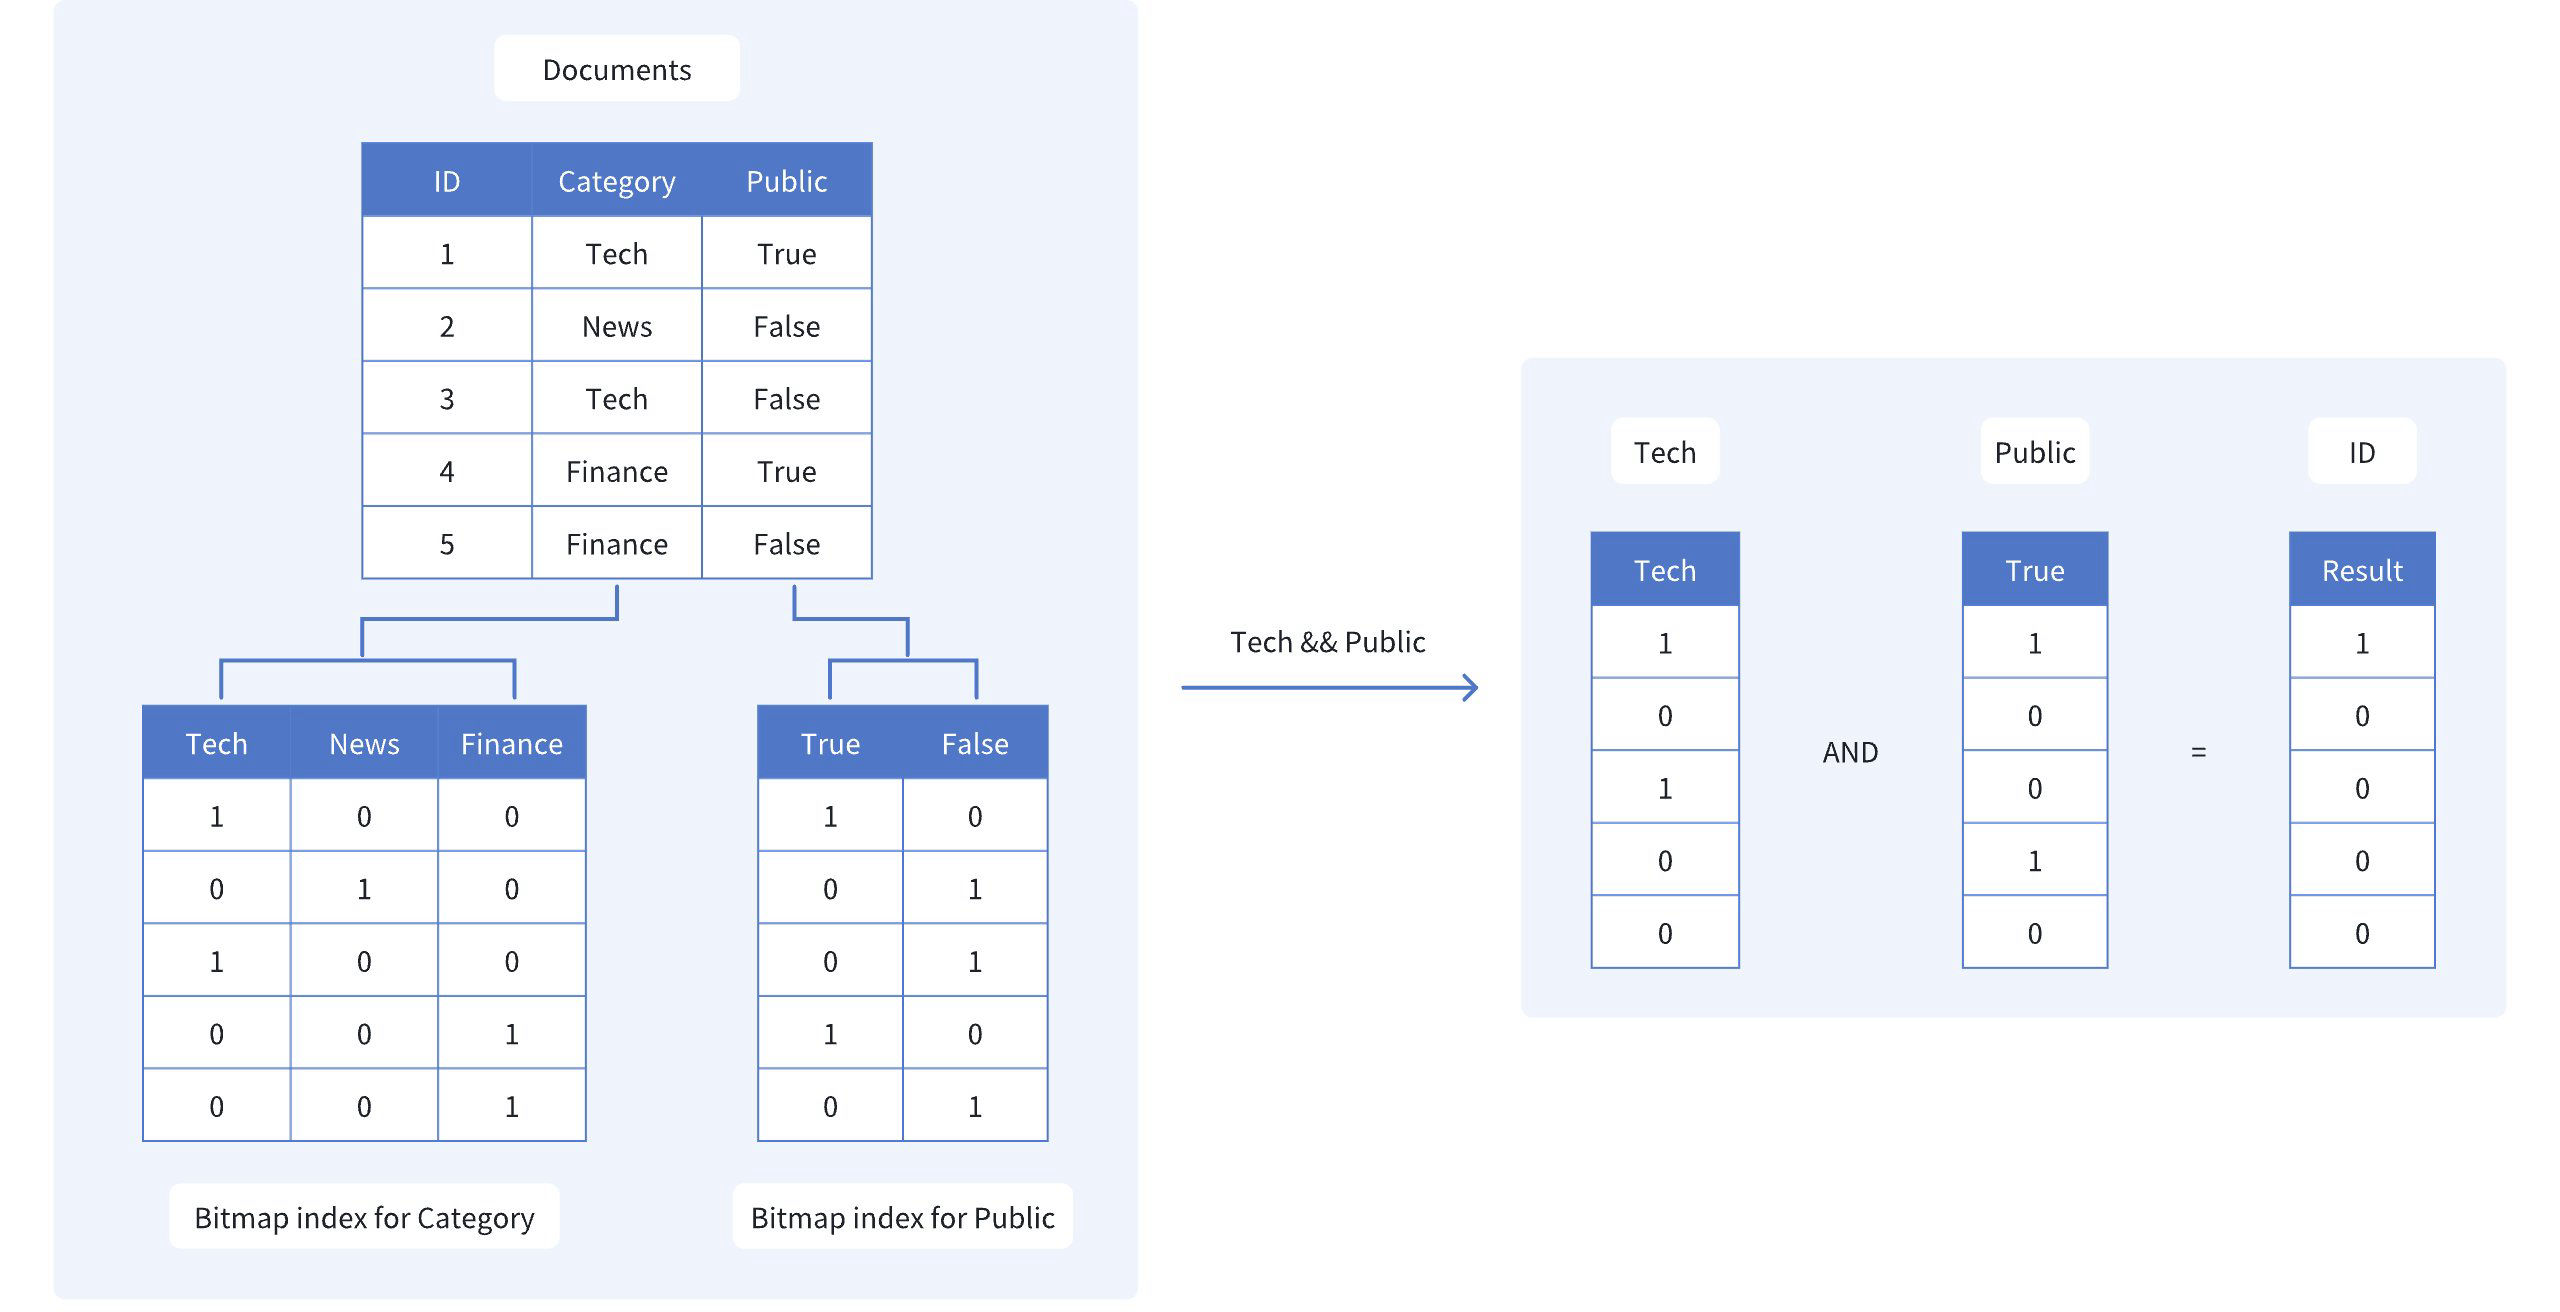 Documents
ID Category Public
1 Tech True
2 News False
3 Tech False
4 Finance True
5 Finance False
Tech News Finance
1 0 0
0 1 0
1 0 0
0 0 1
0 0 1
Bitmap index for Category
True False
1 0
0 1
0 1
1 0
0 1
Bitmap index for Public
Tech && Public
Tech
Tech
1
0
1
0
0
AND
Public
True
1
0
0
1
0
=
ID
Result
1
0
0
0
0